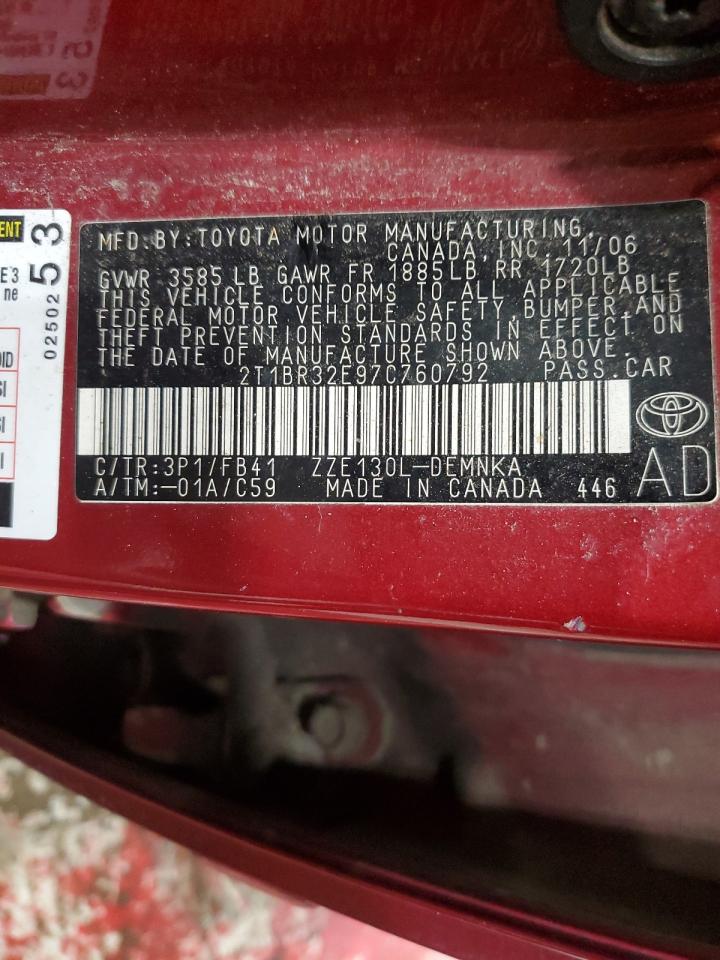 MFD:BY:TOYOTA MOTOR MANUFACTURING,
CANADA, INC 11/06
GVWR 3585 LB GAWR FR 1885LB, RR 1720LB
THIS VEHICLE CONFORMS TO ALL APPLICABLE
FEDERAL MOTOR VEHICLE SAFETY,BUMPER,AND
THEFT PREVENTION STANDARDS IN EFFECT ON
THE DATE OF MANUFACTURE SHOWN ABOVE.
2T1BR32E97C760792 PASS.CAR
C/TR:3P1/FB41 ZZE130L-DEMNKA
A/TM:-01A/C59 MADE IN CANADA 446
AD
0250253